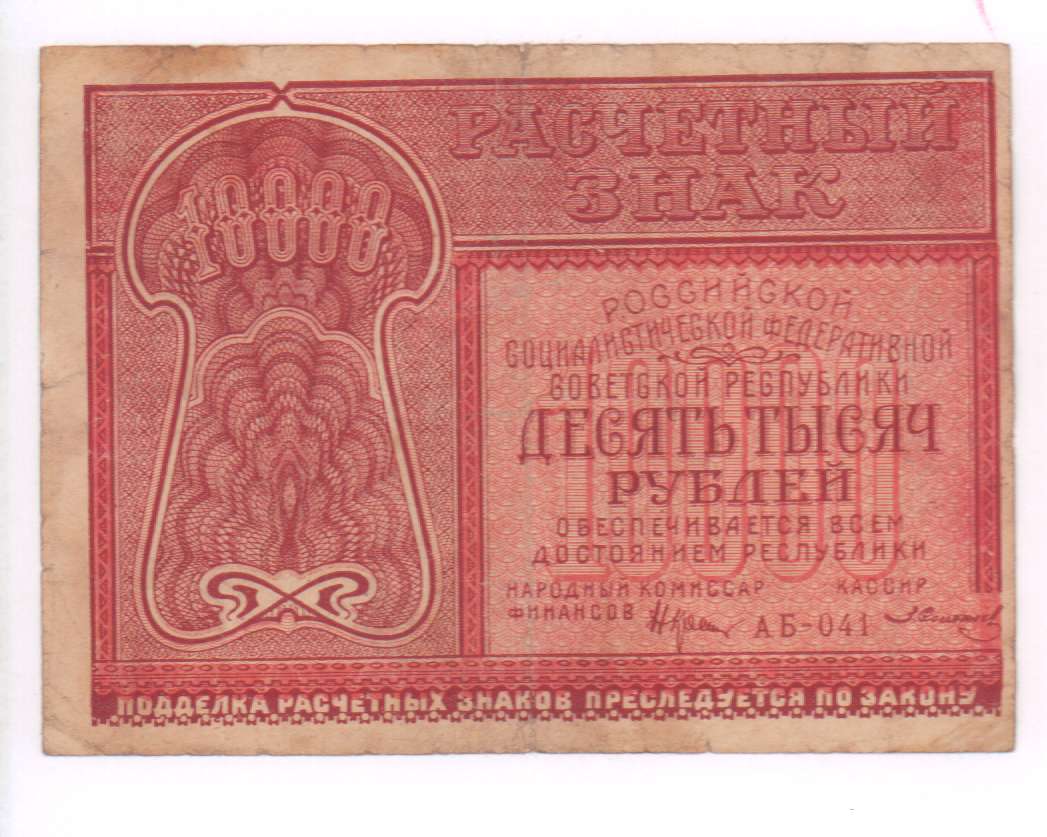 РАСЧЕТНЫЙ
ЗНАК
10000
10000
РОССИЙСКОЙ
СОЦИАЛИСТИЧЕСКОЙ ФЕДЕРАТИВНОЙ
СОВЕТСКОЙ РЕСПУБЛИКИ
ДЕСЯТЬ ТЫСЯЧ
РУБЛЕЙ
ОБЕСПЕЧИВАЕТСЯ ВСЕМ
ДОСТОЯНИЕМ РЕСПУБЛИКИ
НАРОДНЫЙ КОМИССАР КАССИР
ФИНАНСОВ АБ-041
ПОДДЕЛКА РАСЧЕТНЫХ ЗНАКОВ ПРЕСЛЕДУЕТСЯ ПО ЗАКОНУ